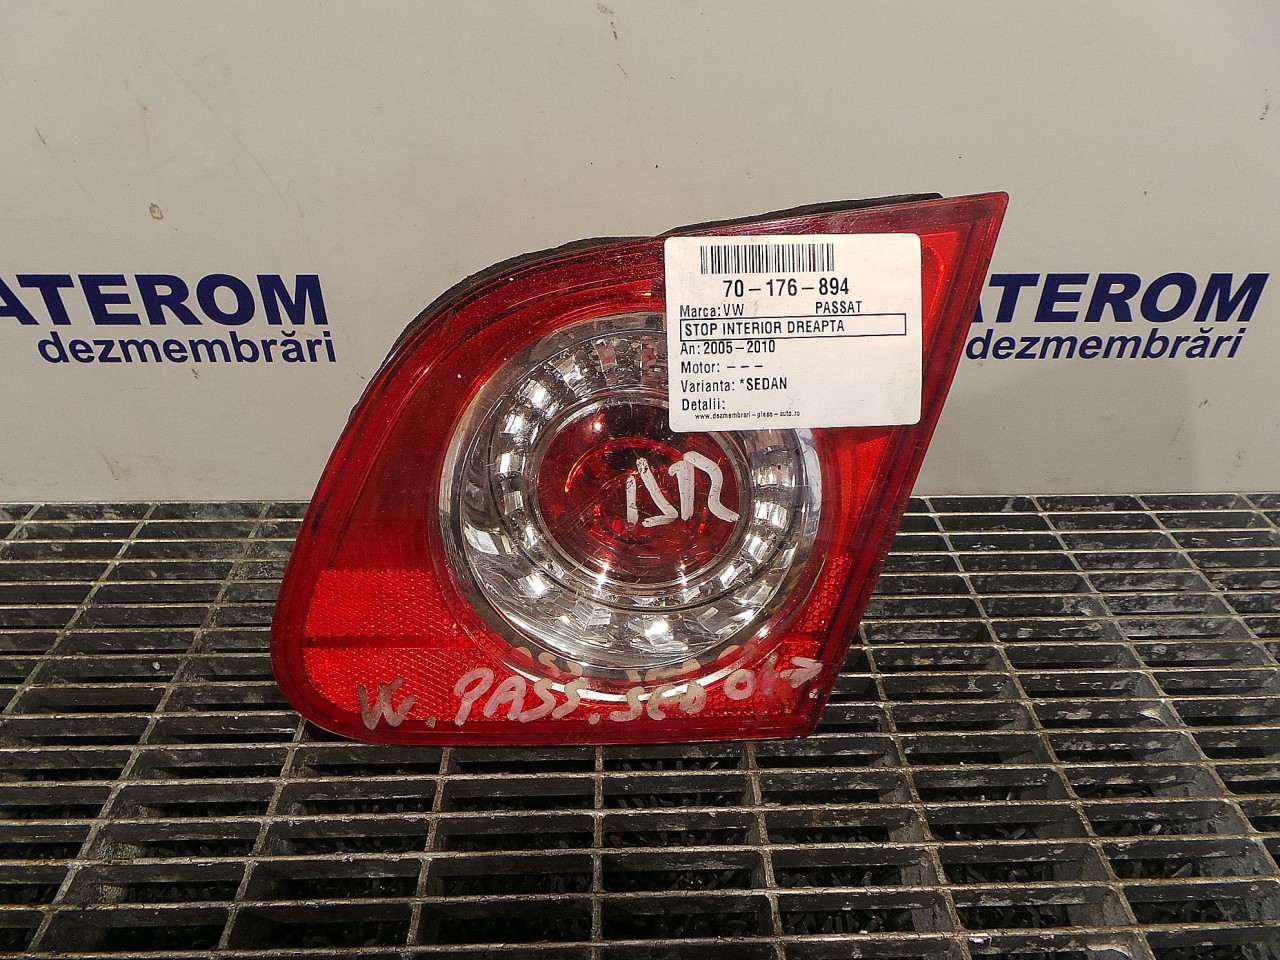 ATEROM
dezmembrări
ATEROM
dezmembrări
70-176-894
Marca: VW PASSAT
STOP INTERIOR DREAPTA
An: 2005-2010
Motor: ---
Varianta: *SEDAN
Detalii:
www.dezmembrari-piese-auto.ro
DR
VW. PASS. SED